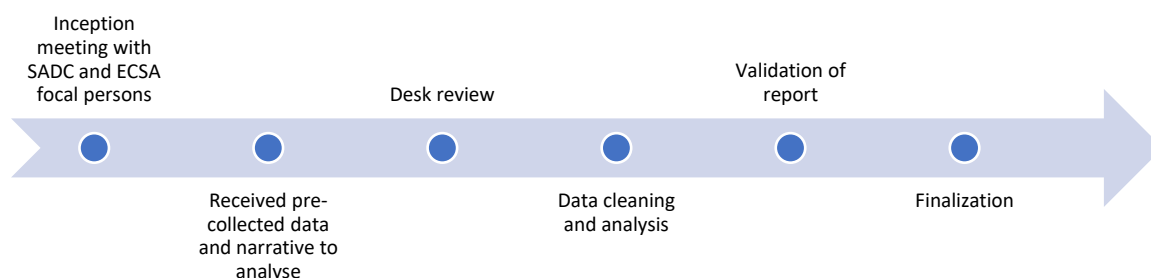 Inception
meeting with
SADC and ECSA
focal persons
Received pre-
collected data
and narrative to
analyse
Desk review
Data cleaning
and analysis
Validation of
report
Finalization